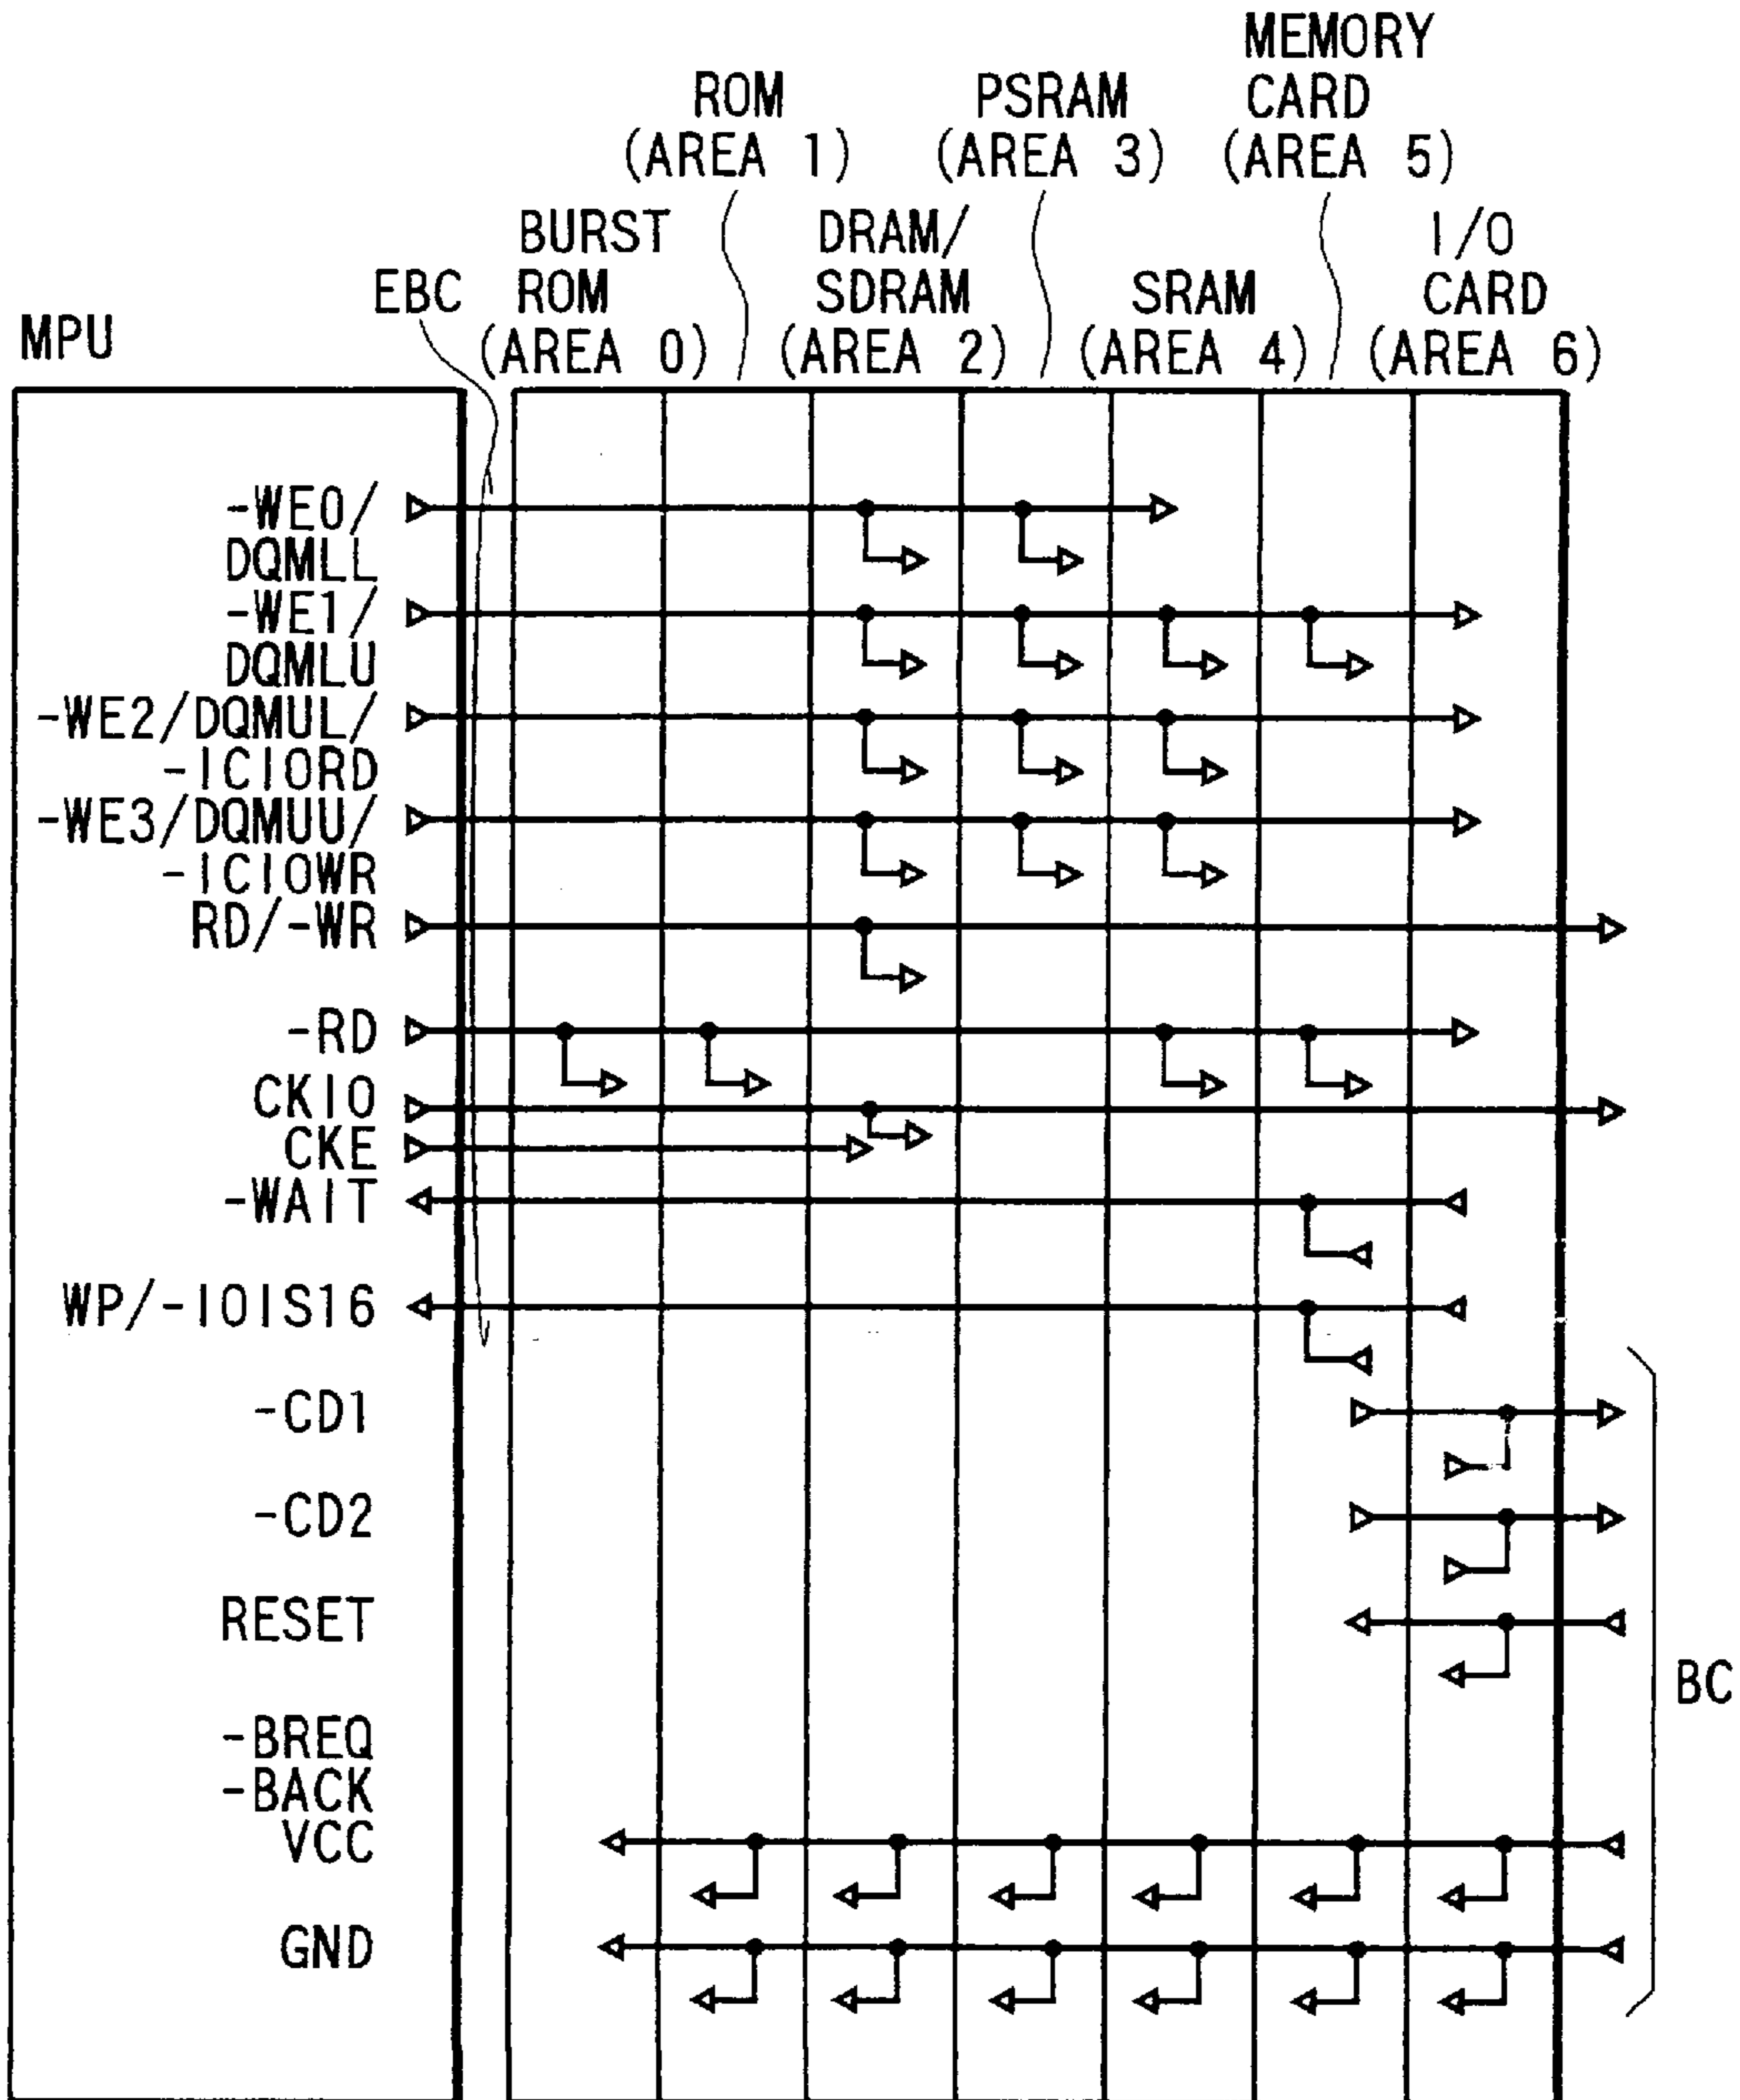 MEMORY
CARD
(AREA 5)
ROM
(AREA 1)
PSRAM
(AREA 3)
BURST
ROM
(AREA 0)
DRAM/
SDRAM
(AREA 2)
SRAM
(AREA 4)
I/O
CARD
(AREA 6)
EBC
MPU
-WE0/
DQMLL
-WE1/
DQMLU
-WE2/DQMUL/
-ICIORD
-WE3/DQMUU/
-ICIOWR
RD/-WR
-RD
CKIO
CKE
-WAIT
WP/-IOIS16
-CD1
-CD2
RESET
BC
-BREQ
-BACK
VCC
GND